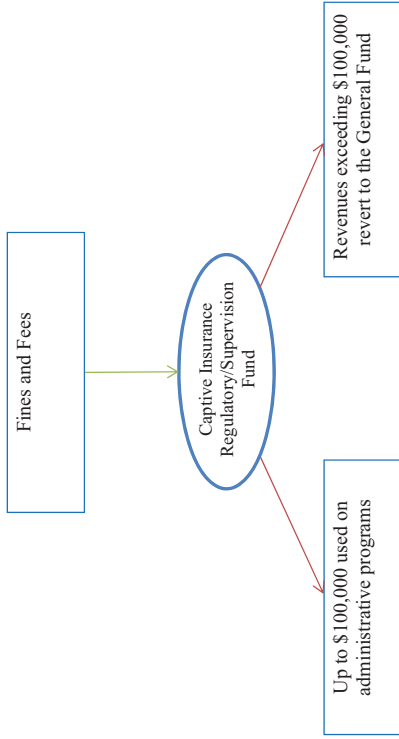 Fines and Fees
Captive Insurance
Regulatory/Supervision
Fund
Up to $100,000 used on
administrative programs
Revenues exceeding $100,000
revert to the General Fund